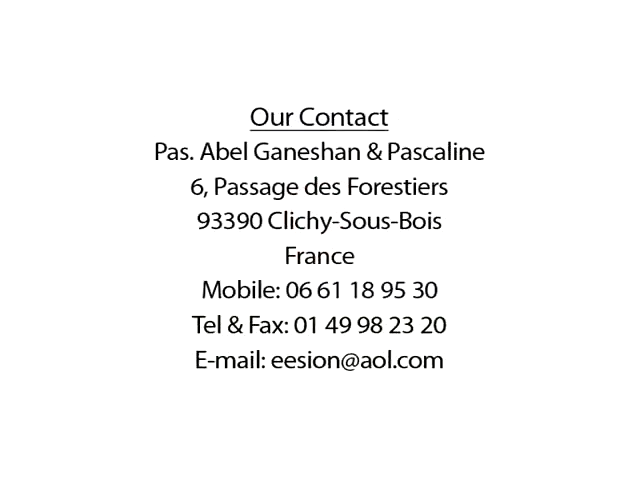 Our Contact
Pas. Abel Ganeshan & Pascaline
6, Passage des Forestiers
93390 Clichy-Sous-Bois
France
Mobile: 06 61 18 95 30
Tel & Fax: 01 49 98 23 20
E-mail: eesion@aol.com